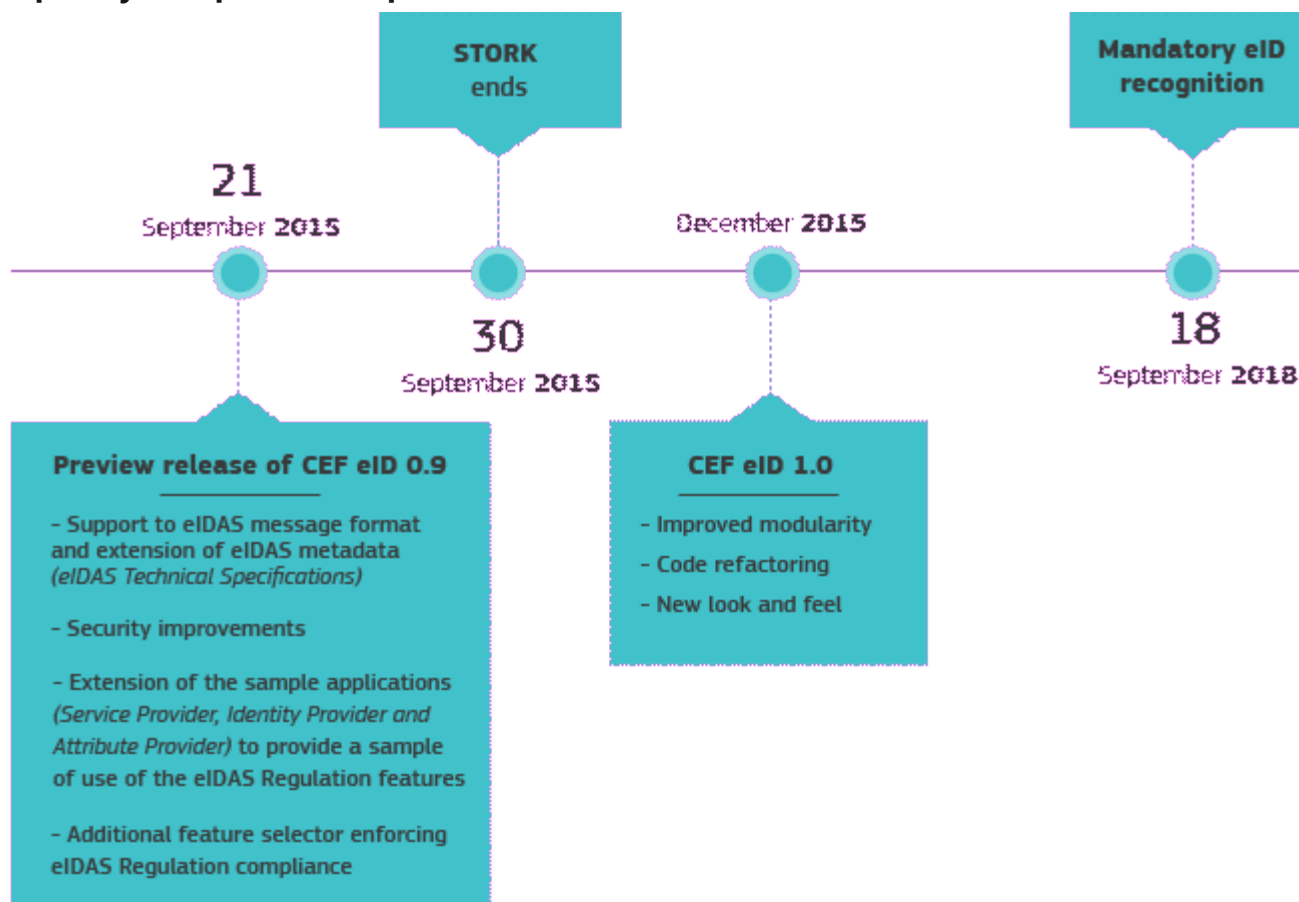 STORK
ends
Mandatory eID
recognition
21
September 2015
December 2015
30
September 2015
18
September 2018
Preview release of CEF eID 0.9
- Support to eIDAS message format
and extension of eIDAS metadata
(eIDAS Technical Specifications)
- Security improvements
- Extension of the sample applications
(Service Provider, Identity Provider and
Attribute Provider) to provide a sample
of use of the eIDAS Regulation features
- Additional feature selector enforcing
eIDAS Regulation compliance
CEF eID 1.0
- Improved modularity
- Code refactoring
- New look and feel